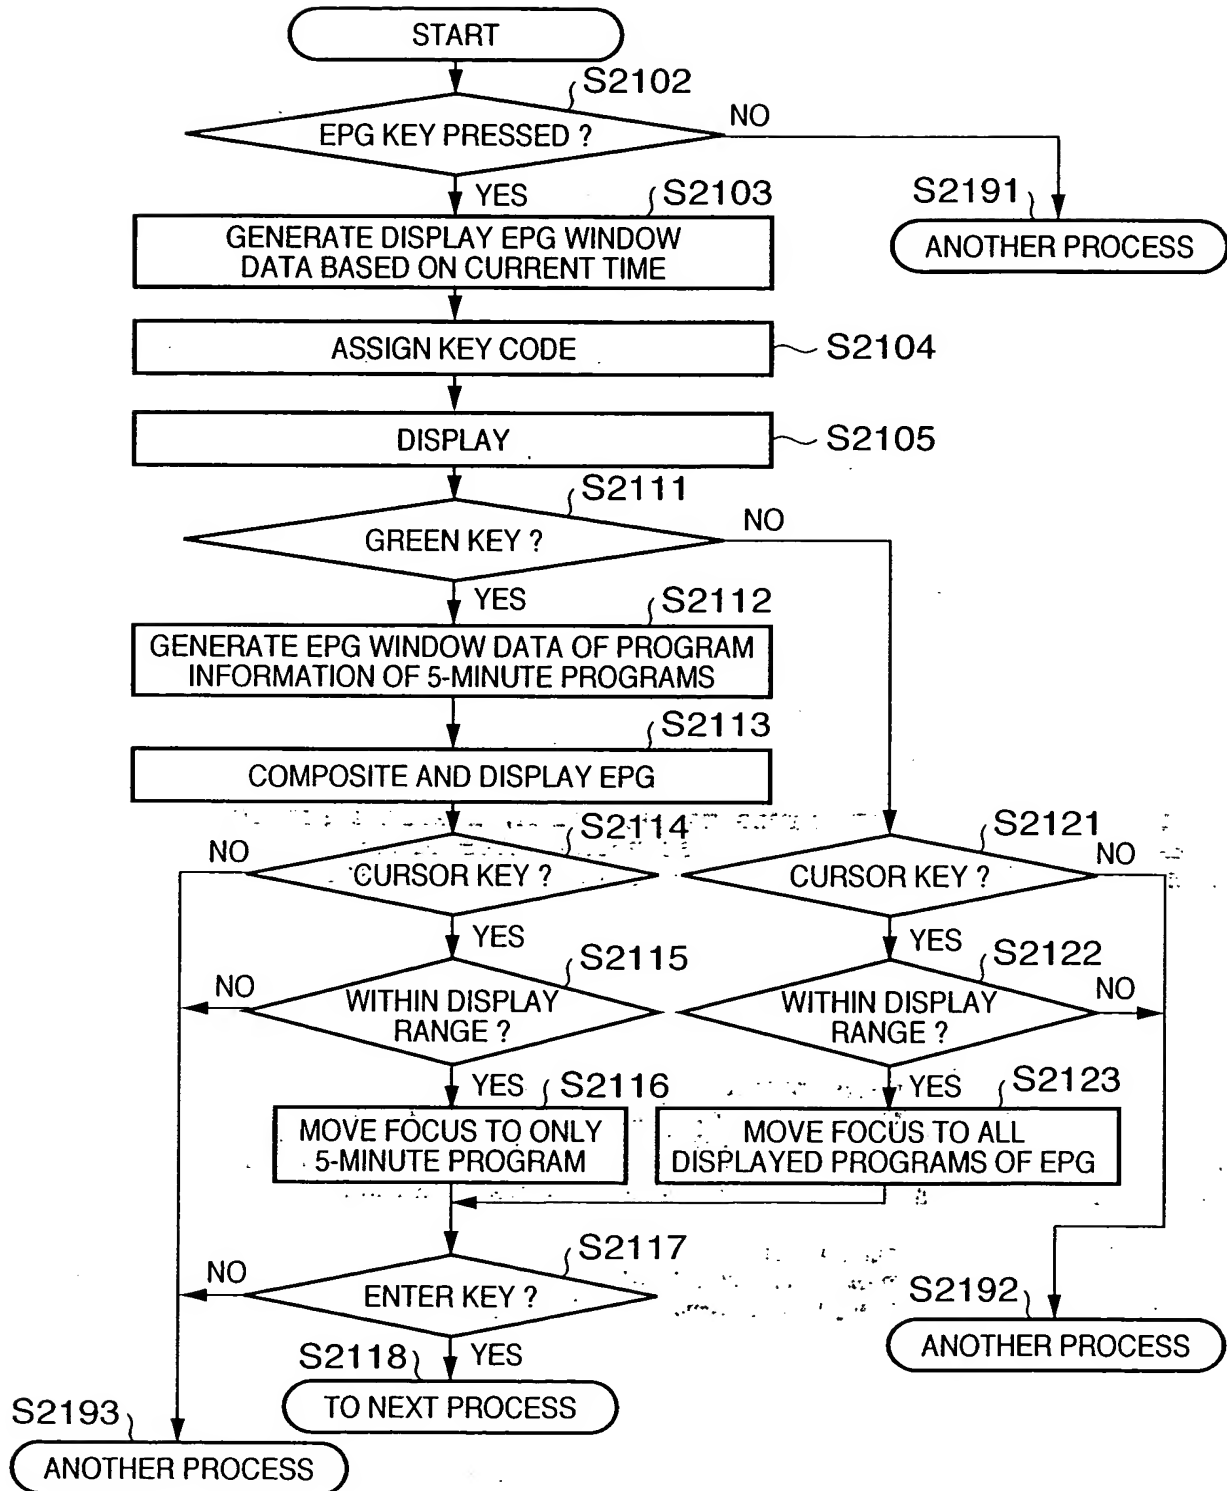 START
S2102
EPG KEY PRESSED ?
NO
YES
S2103
S2191
GENERATE DISPLAY EPG WINDOW
DATA BASED ON CURRENT TIME
ANOTHER PROCESS
ASSIGN KEY CODE
S2104
DISPLAY
S2105
S2111
GREEN KEY ?
NO
YES
S2112
GENERATE EPG WINDOW DATA OF PROGRAM
INFORMATION OF 5-MINUTE PROGRAMS
S2113
COMPOSITE AND DISPLAY EPG
S2114
S2121
NO
CURSOR KEY ?
CURSOR KEY ?
NO
YES
YES
S2115
S2122
NO
WITHIN DISPLAY
RANGE ?
WITHIN DISPLAY
RANGE ?
NO
YES
S2116
YES
S2123
MOVE FOCUS TO ONLY
5-MINUTE PROGRAM
MOVE FOCUS TO ALL
DISPLAYED PROGRAMS OF EPG
S2117
NO
ENTER KEY ?
S2192
ANOTHER PROCESS
S2118
YES
TO NEXT PROCESS
S2193
ANOTHER PROCESS